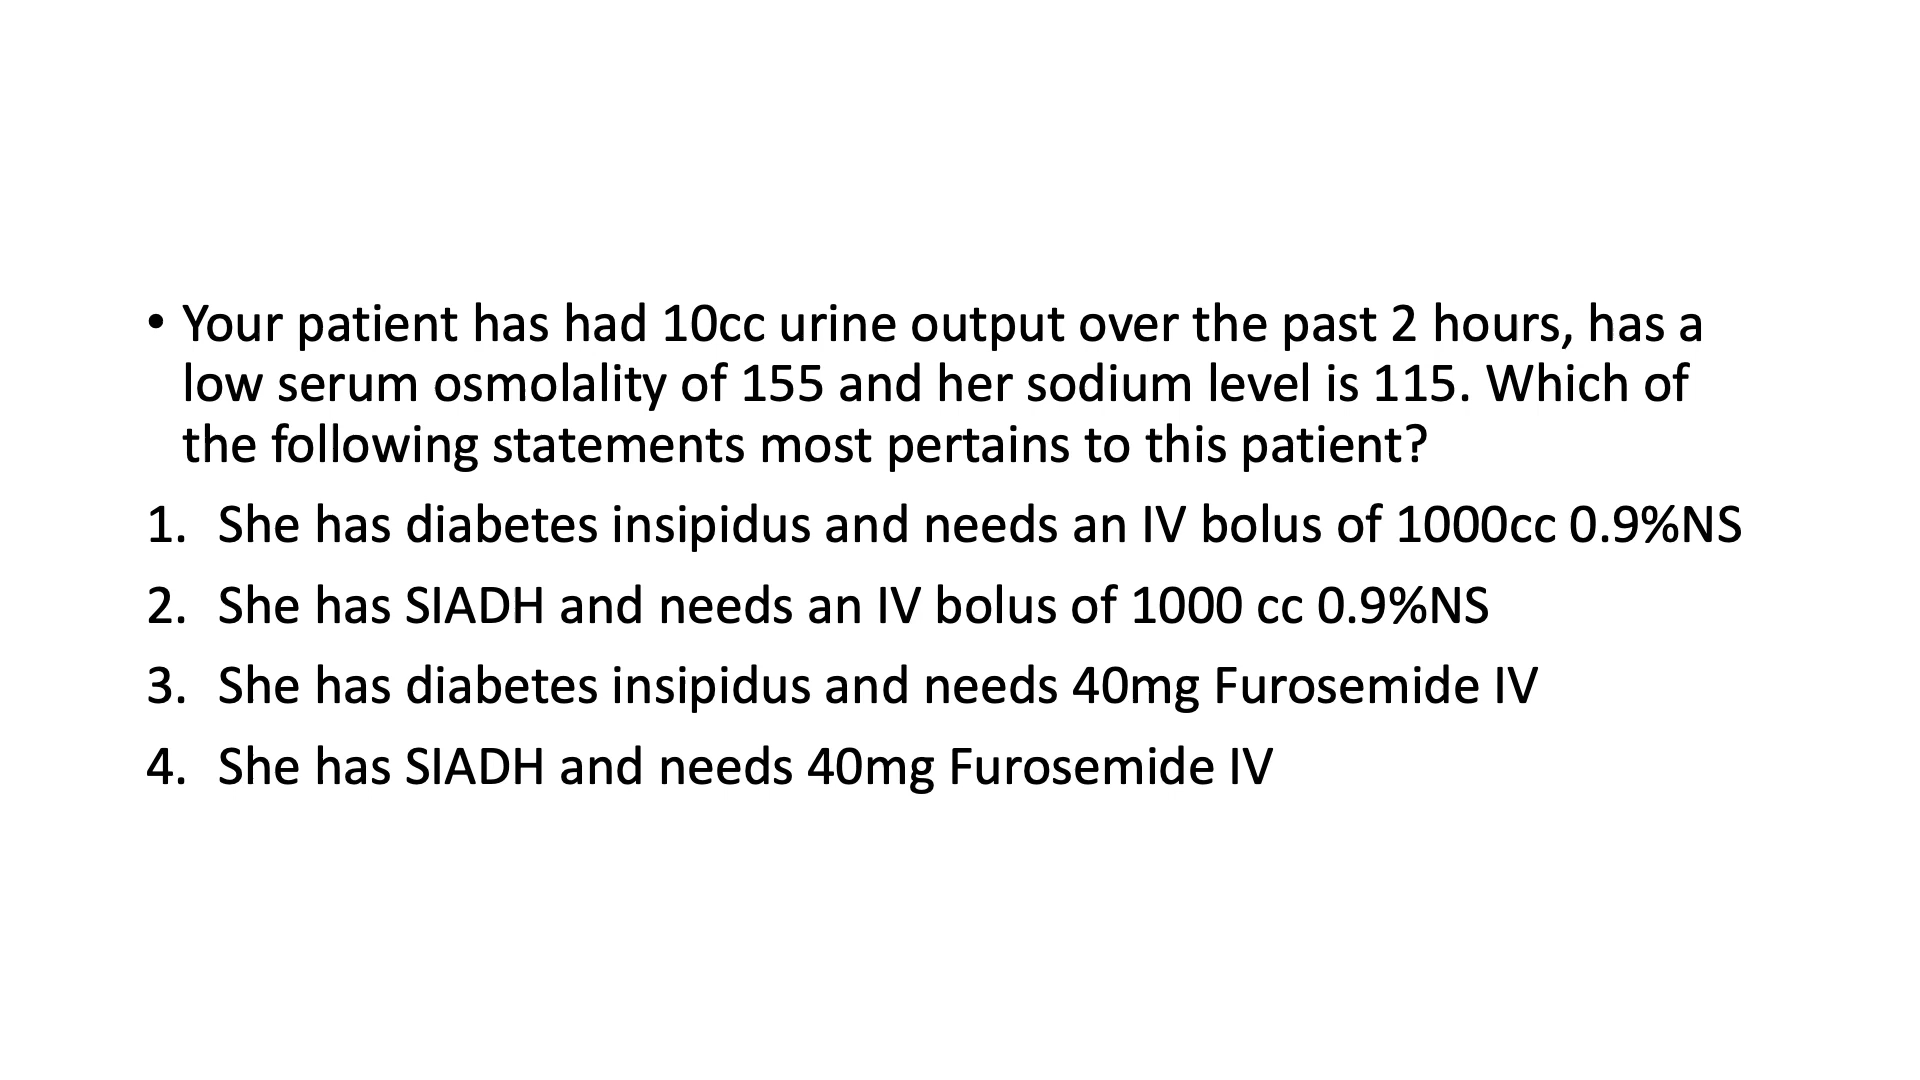 • Your patient has had 10cc urine output over the past 2 hours, has a
low serum osmolality of 155 and her sodium level is 115. Which of
the following statements most pertains to this patient?
1. She has diabetes insipidus and needs an IV bolus of 1000cc 0.9%NS
2. She has SIADH and needs an IV bolus of 1000 cc 0.9%NS
3. She has diabetes insipidus and needs 40mg Furosemide IV
4. She has SIADH and needs 40mg Furosemide IV